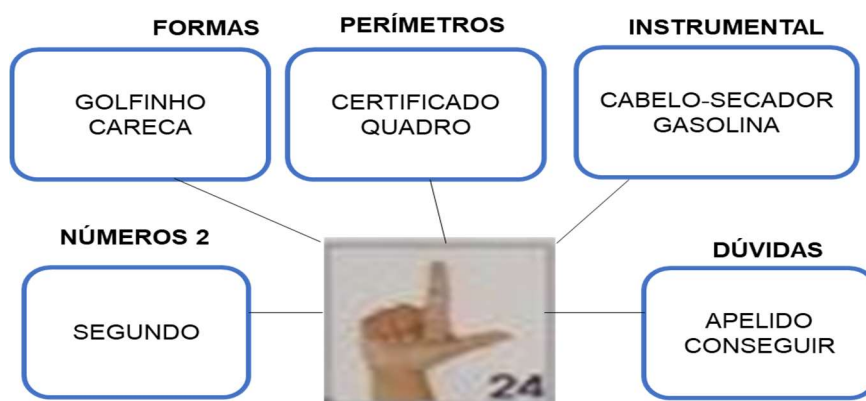 FORMAS
GOLFINHO
CARECA
PERÍMETROS
CERTIFICADO
QUADRO
INSTRUMENTAL
CABELO-SECADOR
GASOLINA
NÚMEROS 2
SEGUNDO
24
DÚVIDAS
APELIDO
CONSEGUIR